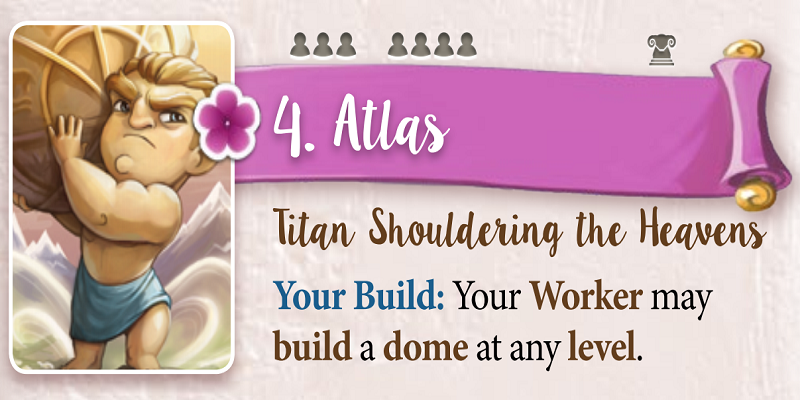 4. Atlas
Titan Shouldering the Heavens
Your Build: Your Worker may
build a dome at any level.